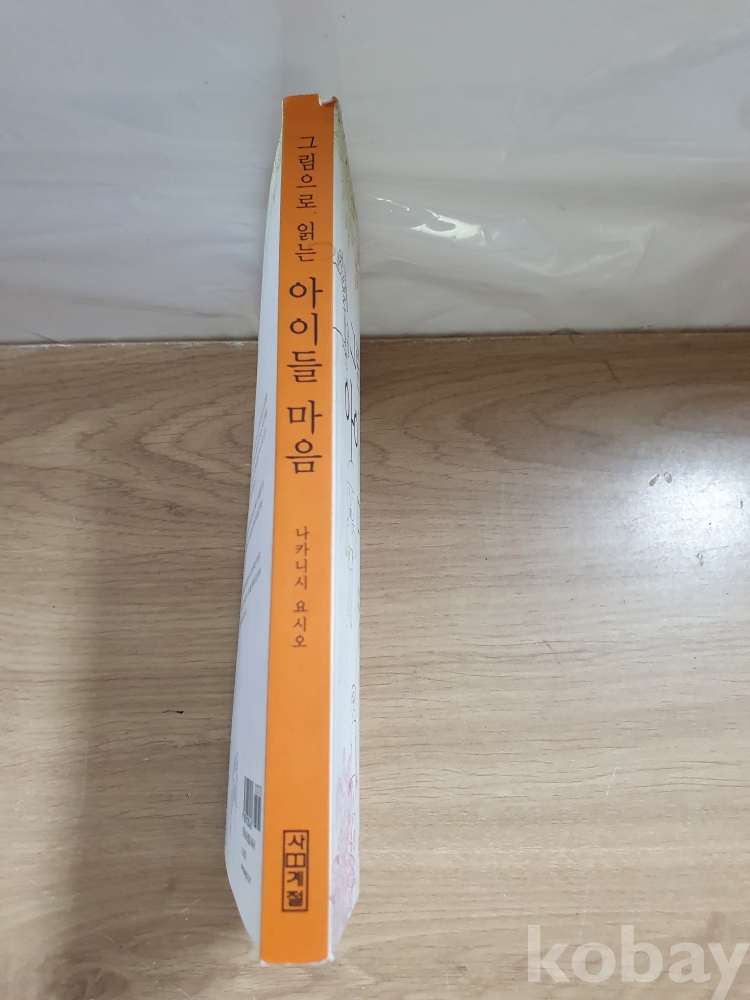 그림으로 읽는 아이들 마음
나카니시 요시오
사계절
kobay